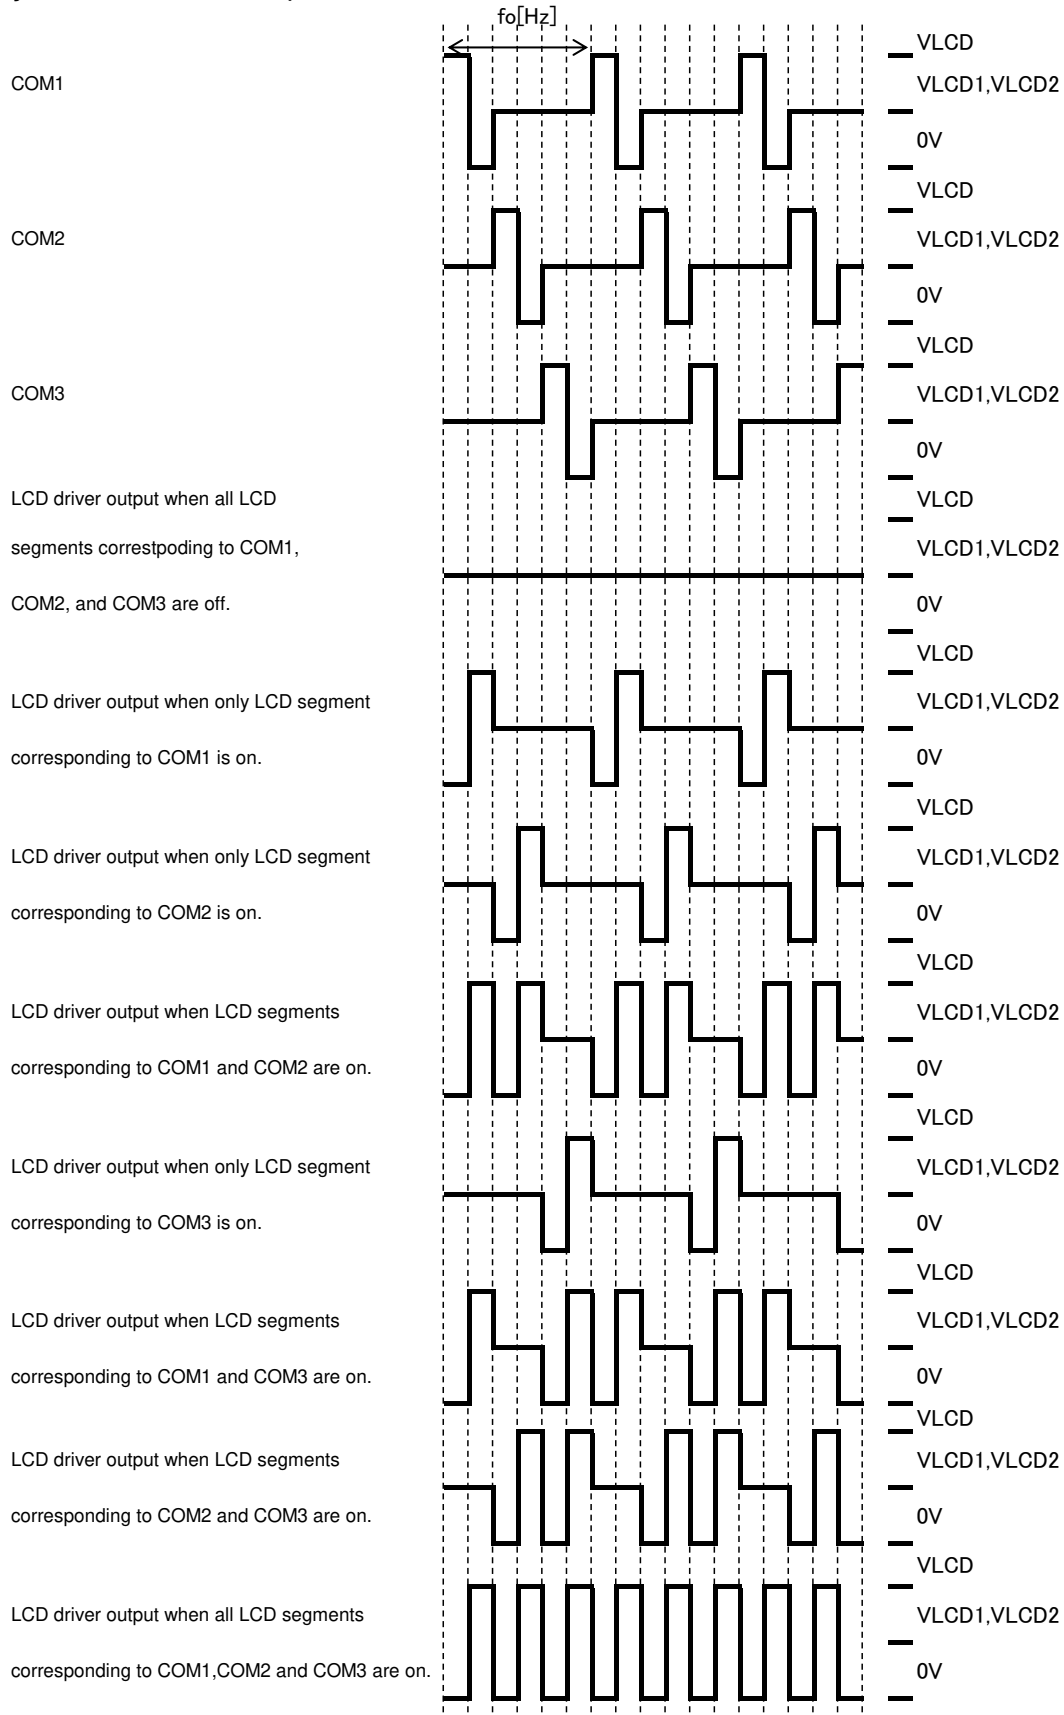 fo[Hz]
VLCD
COM1
VLCD1,VLCD2
0V
VLCD
COM2
VLCD1,VLCD2
0V
VLCD
COM3
VLCD1,VLCD2
0V
LCD driver output when all LCD
VLCD
segments correstpoding to COM1,
VLCD1,VLCD2
COM2, and COM3 are off.
0V
VLCD
LCD driver output when only LCD segment
VLCD1,VLCD2
corresponding to COM1 is on.
0V
VLCD
LCD driver output when only LCD segment
VLCD1,VLCD2
corresponding to COM2 is on.
0V
VLCD
LCD driver output when LCD segments
VLCD1,VLCD2
corresponding to COM1 and COM2 are on.
0V
VLCD
LCD driver output when only LCD segment
VLCD1,VLCD2
corresponding to COM3 is on.
0V
VLCD
LCD driver output when LCD segments
VLCD1,VLCD2
corresponding to COM1 and COM3 are on.
0V
VLCD
LCD driver output when LCD segments
VLCD1,VLCD2
corresponding to COM2 and COM3 are on.
0V
VLCD
LCD driver output when all LCD segments
VLCD1,VLCD2
corresponding to COM1,COM2 and COM3 are on.
0V